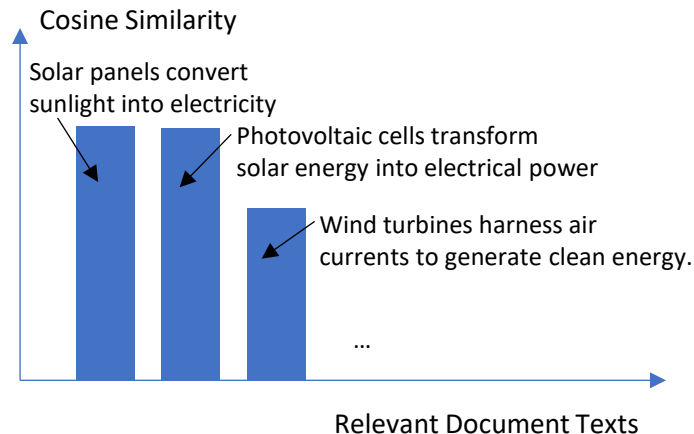 Cosine Similarity
Solar panels convert
sunlight into electricity
Photovoltaic cells transform
solar energy into electrical power
Wind turbines harness air
currents to generate clean energy.
...
Relevant Document Texts